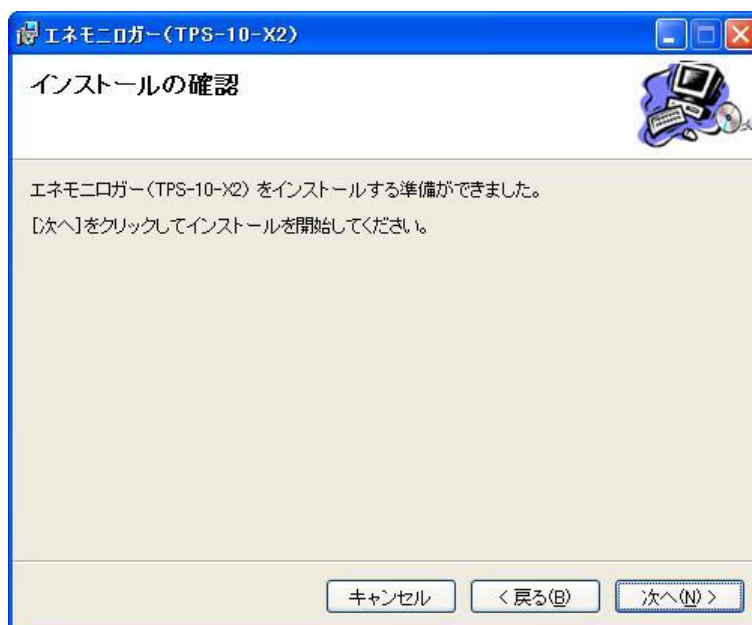 エネモニロガー(TPS-10-X2)
インストールの確認
エネモニロガー(TPS-10-X2) をインストールする準備ができました。
[次へ]をクリックしてインストールを開始してください。
キャンセル
< 戻る(B)
次へ(N) >